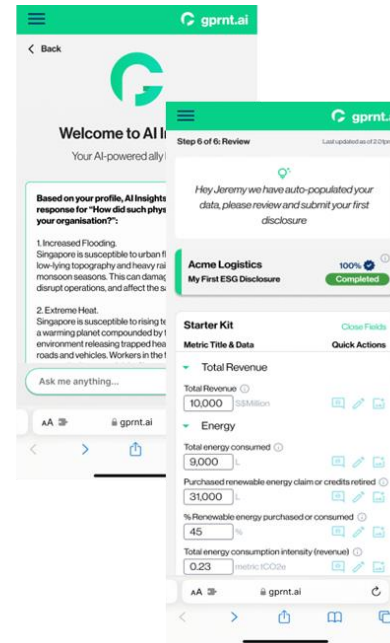 gprnt.ai
Back
Welcome to AI
Your AI-powered ally
Based on your profile, AI Insights
response for "How did such phys
your organisation?":
1. Increased Flooding.
Singapore is susceptible to urban f
low-lying topography and heavy rai
monsoon seasons. This can damag
disrupt operations, and affect the s
2. Extreme Heat.
Singapore is susceptible to rising te
a warming planet compounded by
environment releasing trapped hea
roads and vehicles. Workers in the
Ask me anything...
AA gprnt.ai
gprnt.
Step 6 of 6: Review
Last updated as of 2:01pm
Hey Jeremy we have auto-populated your
data, please review and submit your first
disclosure
Acme Logistics 100%
My First ESG Disclosure Completed
Starter Kit Close Fields
Metric Title & Data Quick Actions
Total Revenue
Total Revenue
10,000 S$Million
Energy
Total energy consumed
9,000 L
Purchased renewable energy claim or credits retired
31,000 L
% Renewable energy purchased or consumed
45 %
Total energy consumption intensity (revenue)
0.23 metric tCO2e
AA gprnt.ai